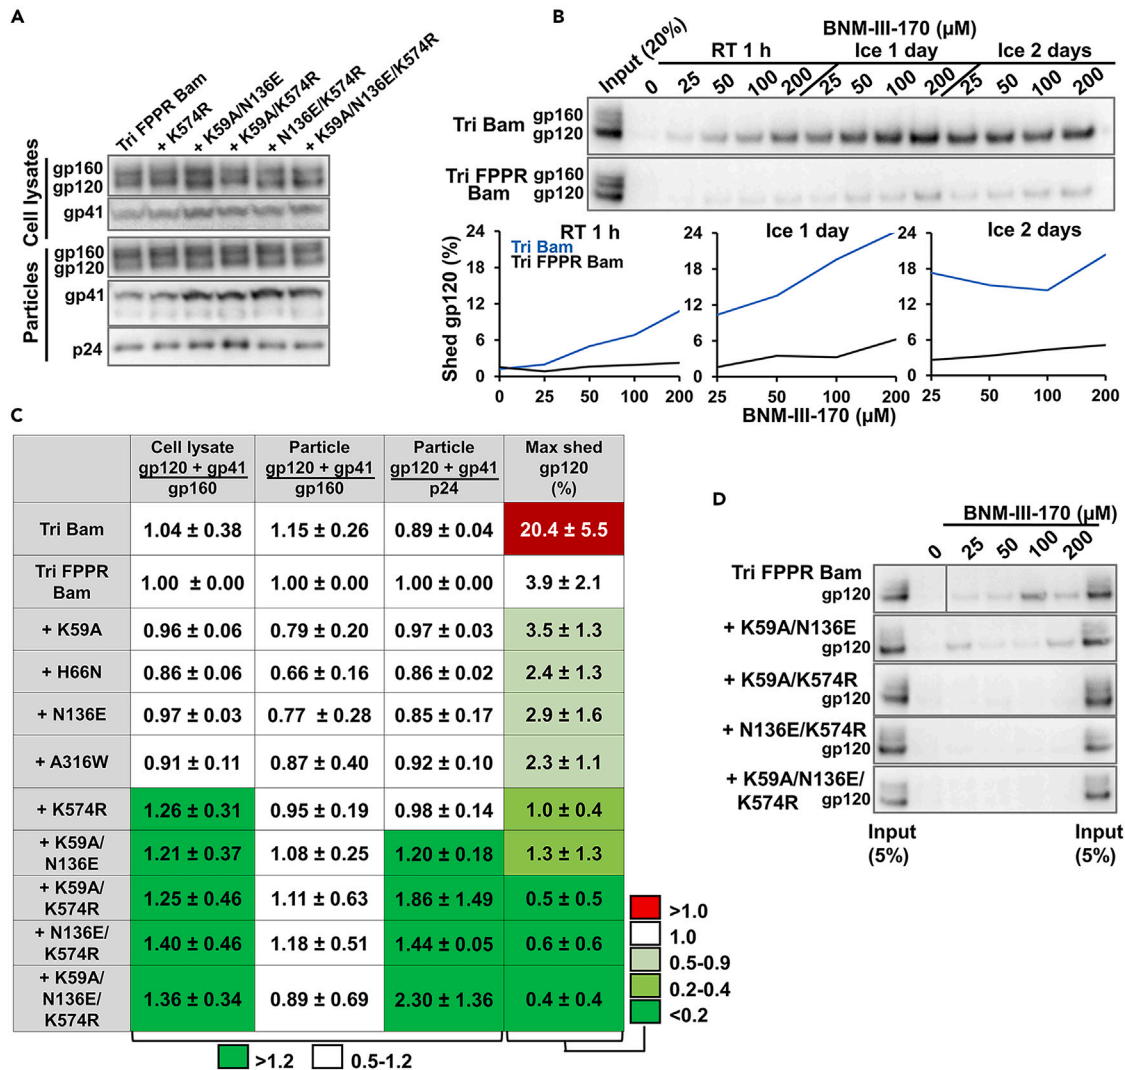 A
Tri FPPR Bam
+ K574R
+ K59A/N136E
+ K59A/K574R
+ N136E/K574R
+ K59A/N136E/K574R
Cell lysates
gp160
gp120
gp41
Particles
gp160
gp120
gp41
p24
B
BNM-III-170 (µM)
RT 1 h
Ice 1 day
Ice 2 days
Input (20%)
0 25 50 100 200 25 50 100 200 25 50 100 200
Tri Bam
gp160
gp120
Tri FPPR
Bam
gp160
gp120
Shed gp120 (%)
RT 1 h
Tri Bam
Tri FPPR Bam
24
18
12
6
0
0 25 50 100 200
Ice 1 day
24
18
12
6
0
25 50 100 200
Ice 2 days
24
18
12
6
0
25 50 100 200
BNM-III-170 (µM)
C
Cell lysate
gp120 + gp41
gp160
Particle
gp120 + gp41
gp160
Particle
gp120 + gp41
p24
Max shed
gp120
(%)
Tri Bam 1.04 ± 0.38 1.15 ± 0.26 0.89 ± 0.04 20.4 ± 5.5
Tri FPPR
Bam 1.00 ± 0.00 1.00 ± 0.00 1.00 ± 0.00 3.9 ± 2.1
+ K59A 0.96 ± 0.06 0.79 ± 0.20 0.97 ± 0.03 3.5 ± 1.3
+ H66N 0.86 ± 0.06 0.66 ± 0.16 0.86 ± 0.02 2.4 ± 1.3
+ N136E 0.97 ± 0.03 0.77 ± 0.28 0.85 ± 0.17 2.9 ± 1.6
+ A316W 0.91 ± 0.11 0.87 ± 0.40 0.92 ± 0.10 2.3 ± 1.1
+ K574R 1.26 ± 0.31 0.95 ± 0.19 0.98 ± 0.14 1.0 ± 0.4
+ K59A/
N136E 1.21 ± 0.37 1.08 ± 0.25 1.20 ± 0.18 1.3 ± 1.3
+ K59A/
K574R 1.25 ± 0.46 1.11 ± 0.63 1.86 ± 1.49 0.5 ± 0.5
+ N136E/
K574R 1.40 ± 0.46 1.18 ± 0.51 1.44 ± 0.05 0.6 ± 0.6
+ K59A/
N136E/
K574R 1.36 ± 0.34 0.89 ± 0.69 2.30 ± 1.36 0.4 ± 0.4
>1.2
0.5-1.2
>1.0
1.0
0.5-0.9
0.2-0.4
<0.2
D
BNM-III-170 (µM)
0 25 50 100 200
Tri FPPR Bam
gp120
+ K59A/N136E
gp120
+ K59A/K574R
gp120
+ N136E/K574R
gp120
+ K59A/N136E/
K574R gp120
Input
(5%)
Input
(5%)